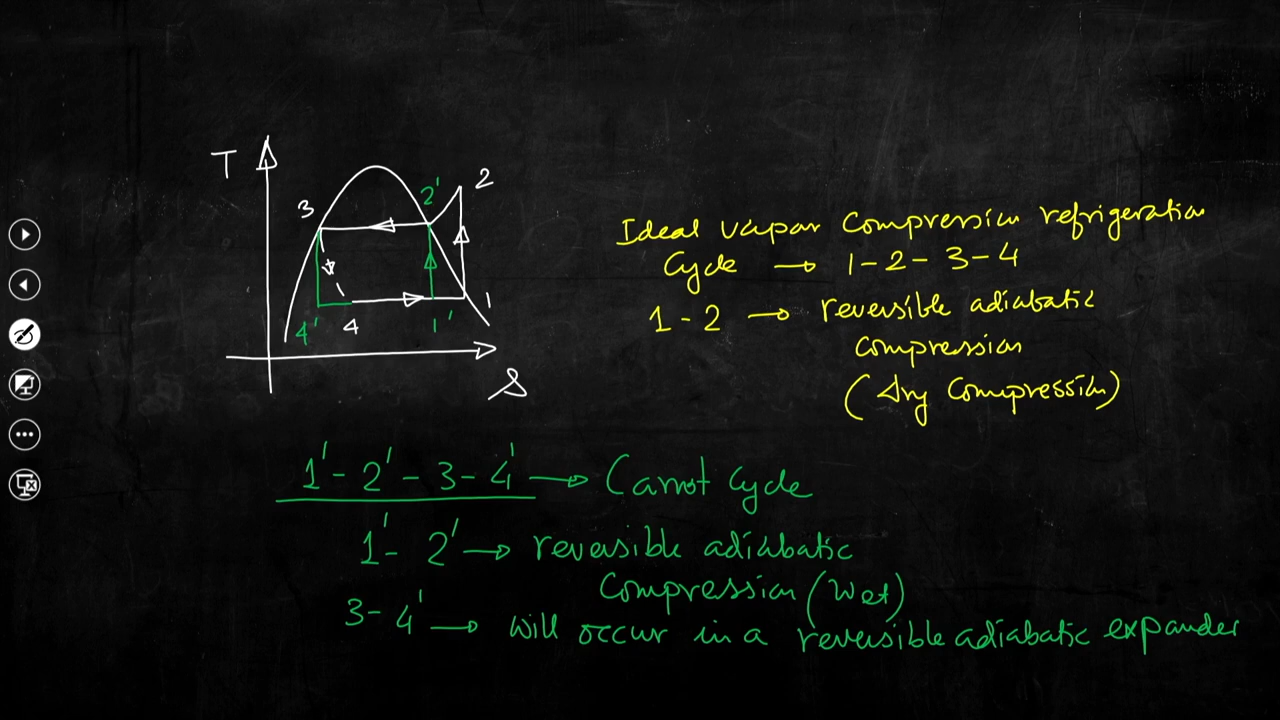 T
2
2'
3
1
4'
4
1'
S
Ideal vapor Compression refrigeration
Cycle → 1-2-3-4
1-2 → reversible adiabatic
compression
(Dry Compression)
1'-2'-3-4' → Carnot Cycle
1'-2' → reversible adiabatic
Compression (Wet)
3-4' → will occur in a reversible adiabatic expander